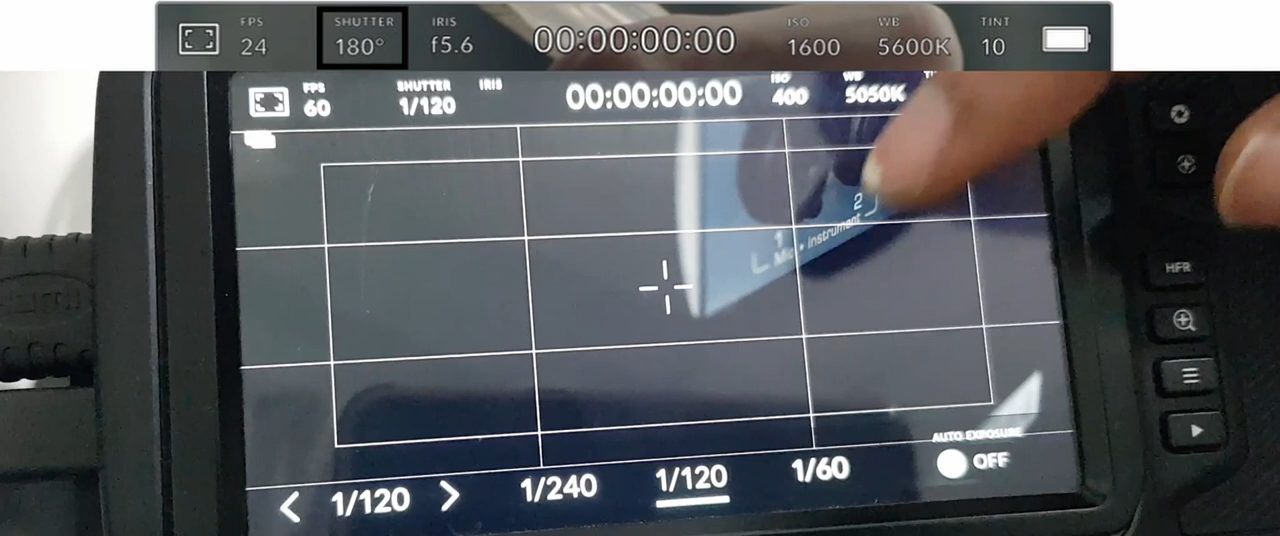 FPS SHUTTER IRIS ISO WB TINT
24 180° f5.6 00:00:00:00 1600 5600K 10
FPS SHUTTER IRIS ISO WB
60 1/120 00:00:00:00 400 5050K
2
1
Mic • Instrument
HFR
AUTO EXPOSURE
1/120 1/240 1/120 1/60 OFF